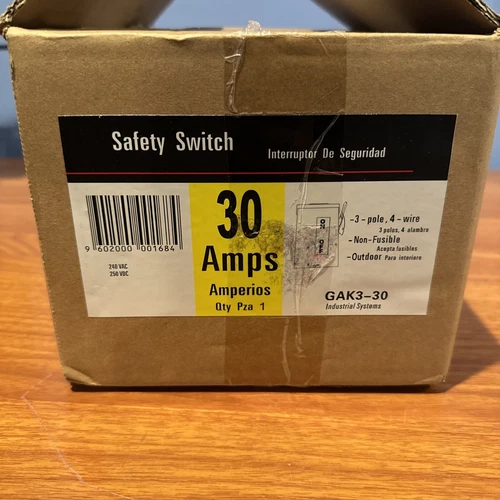 Safety Switch
Interruptor De Seguridad
9 602000 001684
240 VAC
250 VDC
30
Amps
Amperios
Qty Pza 1
-3-pole, 4-wire
3 polos, 4 alambre
-Non-Fusible
Acepta fusibles
-Outdoor Para interiore
GAK3-30
Industrial Systems